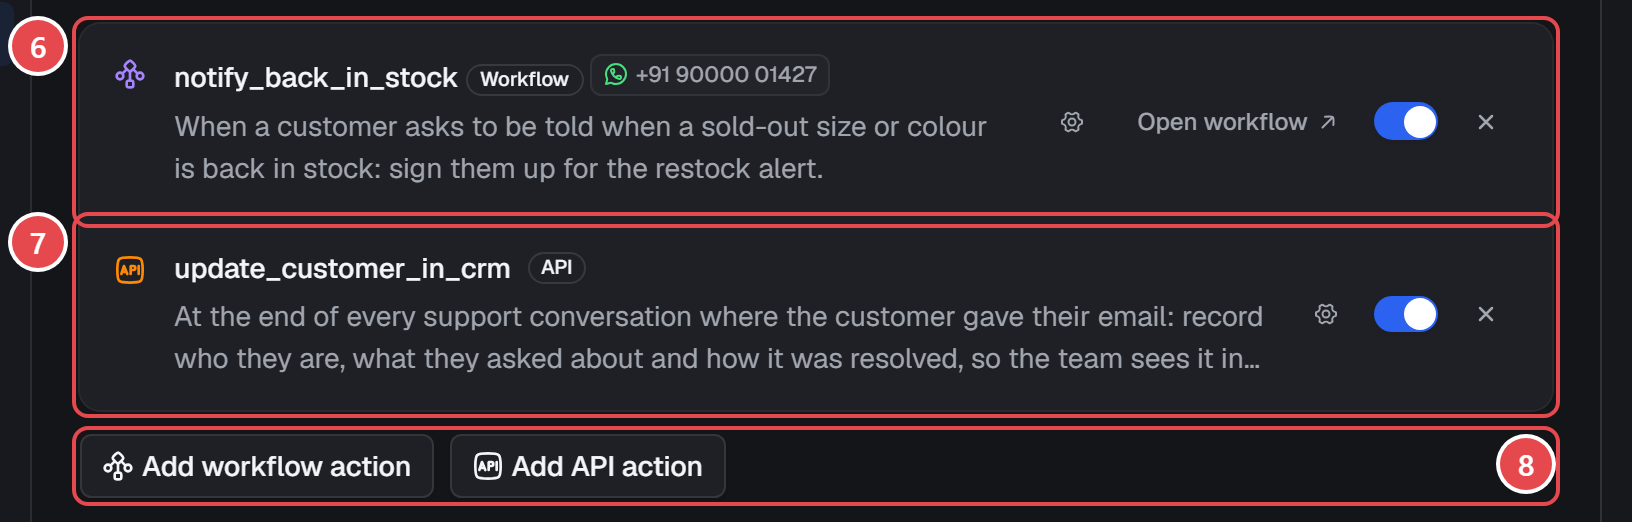 6
notify_back_in_stock Workflow +91 90000 01427
When a customer asks to be told when a sold-out size or colour
is back in stock: sign them up for the restock alert.
Open workflow ↗
7
API update_customer_in_crm API
At the end of every support conversation where the customer gave their email: record
who they are, what they asked about and how it was resolved, so the team sees it in...
Add workflow action
API Add API action
8